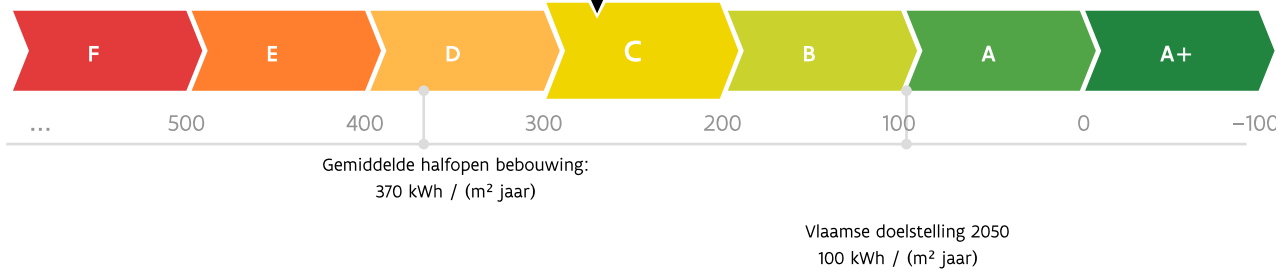 F E D C B A A+
... 500 400 300 200 100 0 −100
Gemiddelde halfopen bebouwing:
370 kWh / (m² jaar)
Vlaamse doelstelling 2050
100 kWh / (m² jaar)